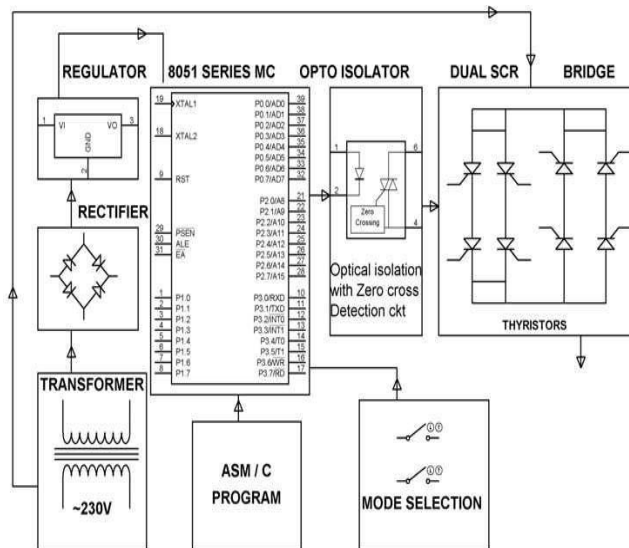 REGULATOR
8051 SERIES MC
OPTO ISOLATOR
DUAL SCR
BRIDGE
1
VI
VO
3
GND
2
RECTIFIER
TRANSFORMER
~230V
19
XTAL1
18
XTAL2
9
RST
29
PSEN
30
ALE
31
EA
1
P1.0
2
P1.1
3
P1.2
4
P1.3
5
P1.4
6
P1.5
7
P1.6
8
P1.7
P0.0/AD0
39
P0.1/AD1
38
P0.2/AD2
37
P0.3/AD3
36
P0.4/AD4
35
P0.5/AD5
34
P0.6/AD6
33
P0.7/AD7
32
P2.0/A8
21
P2.1/A9
22
P2.2/A10
23
P2.3/A11
24
P2.4/A12
25
P2.5/A13
26
P2.6/A14
27
P2.7/A15
28
P3.0/RXD
10
P3.1/TXD
11
P3.2/INT0
12
P3.3/INT1
13
P3.4/T0
14
P3.5/T1
15
P3.6/WR
16
P3.7/RD
17
1
6
2
4
Zero
Crossing
Optical isolation
with Zero cross
Detection ckt
THYRISTORS
ASM / C
PROGRAM
MODE SELECTION